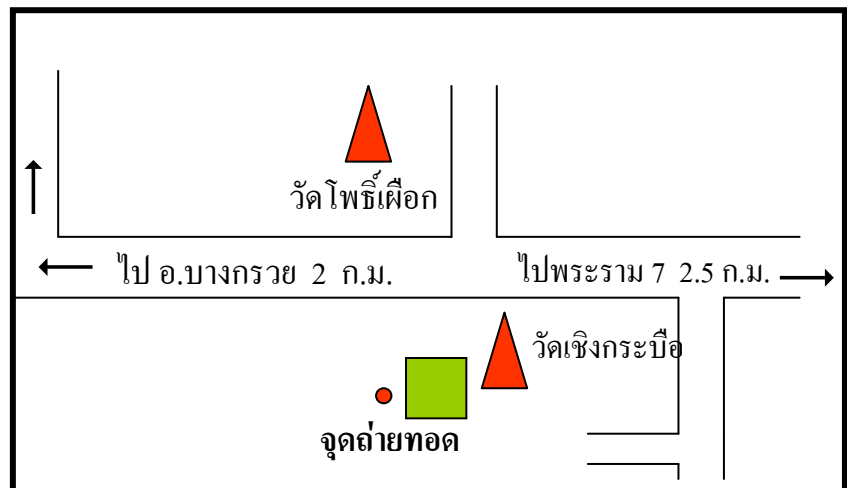 วัดโพธิ์เผือก
ไป อ.บางกรวย 2 ก.ม.
ไปพระราม 7 2.5 ก.ม.
วัดเชิงกระบือ
จุดถ่ายทอด